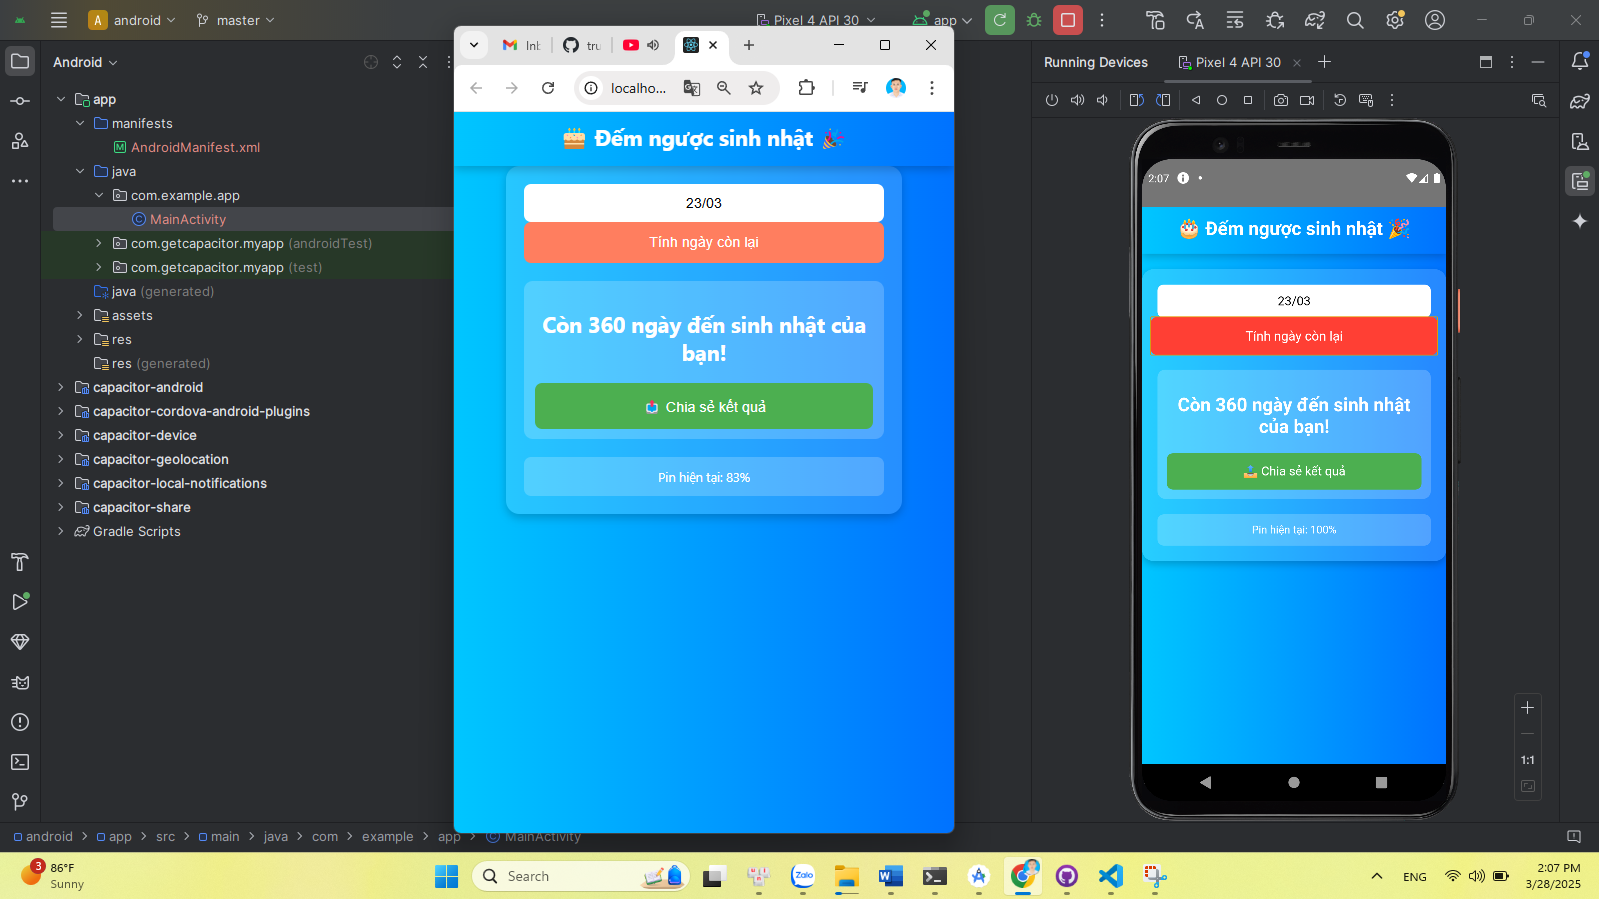 A android
master
Pixel 4 API 30
app
Android
app
manifests
AndroidManifest.xml
java
com.example.app
MainActivity
com.getcapacitor.myapp (androidTest)
com.getcapacitor.myapp (test)
java (generated)
assets
res
res (generated)
capacitor-android
capacitor-cordova-android-plugins
capacitor-device
capacitor-geolocation
capacitor-local-notifications
capacitor-share
Gradle Scripts
Inb
tru
localho...
🎂 Đếm ngược sinh nhật 🎉
23/03
Tính ngày còn lại
Còn 360 ngày đến sinh nhật của
bạn!
📤 Chia sẻ kết quả
Pin hiện tại: 83%
Running Devices
Pixel 4 API 30
2:07
🎂 Đếm ngược sinh nhật 🎉
23/03
Tính ngày còn lại
Còn 360 ngày đến sinh nhật
của bạn!
📤 Chia sẻ kết quả
Pin hiện tại: 100%
1:1
android > app > src > main > java > com > example > app > MainActivity
3
86°F
Sunny
Search
Zalo
ENG
2:07 PM
3/28/2025